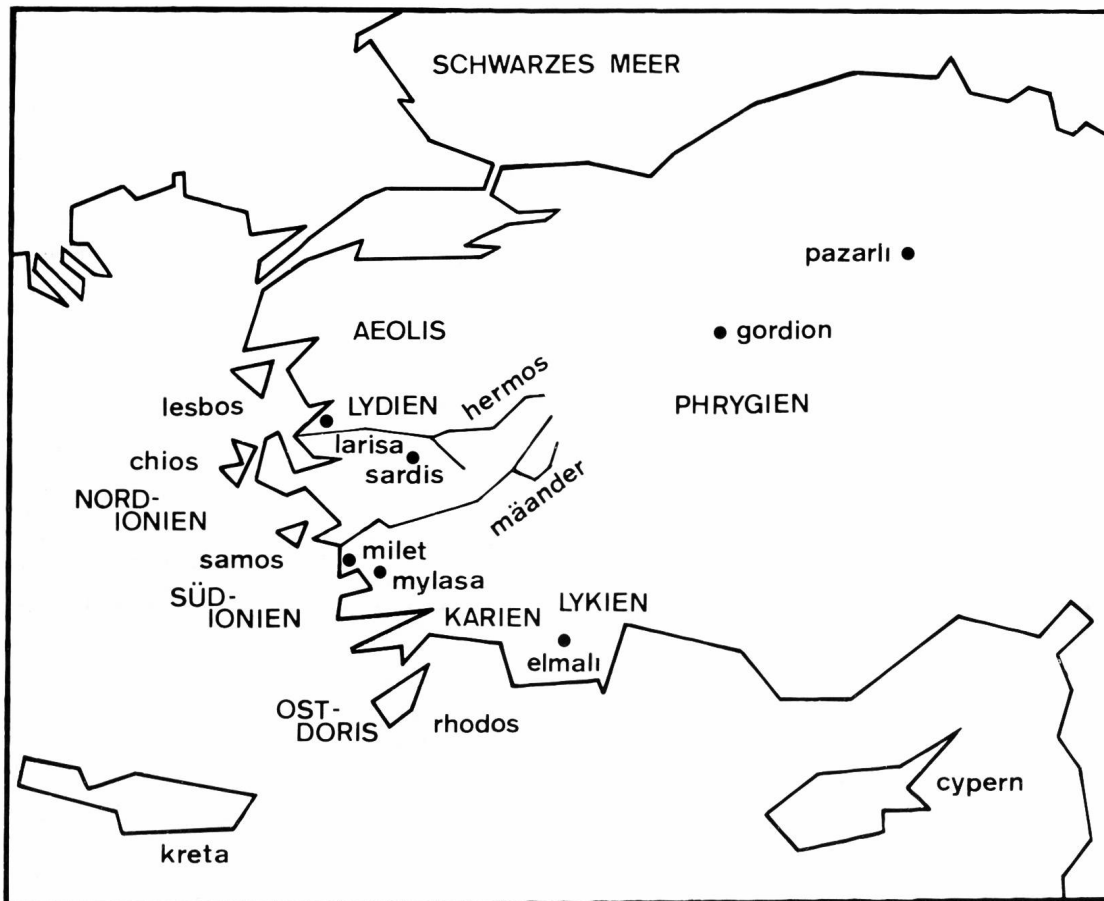 SCHWARZES MEER
pazarlı
gordion
AEOLIS
PHRYGIEN
hermos
lesbos
LYDIEN
larisa
sardis
chios
mäander
NORD-
IONIEN
samos
milet
mylasa
SÜD-
IONIEN
KARIEN
LYKIEN
elmalı
OST-
DORIS
rhodos
cypern
kreta